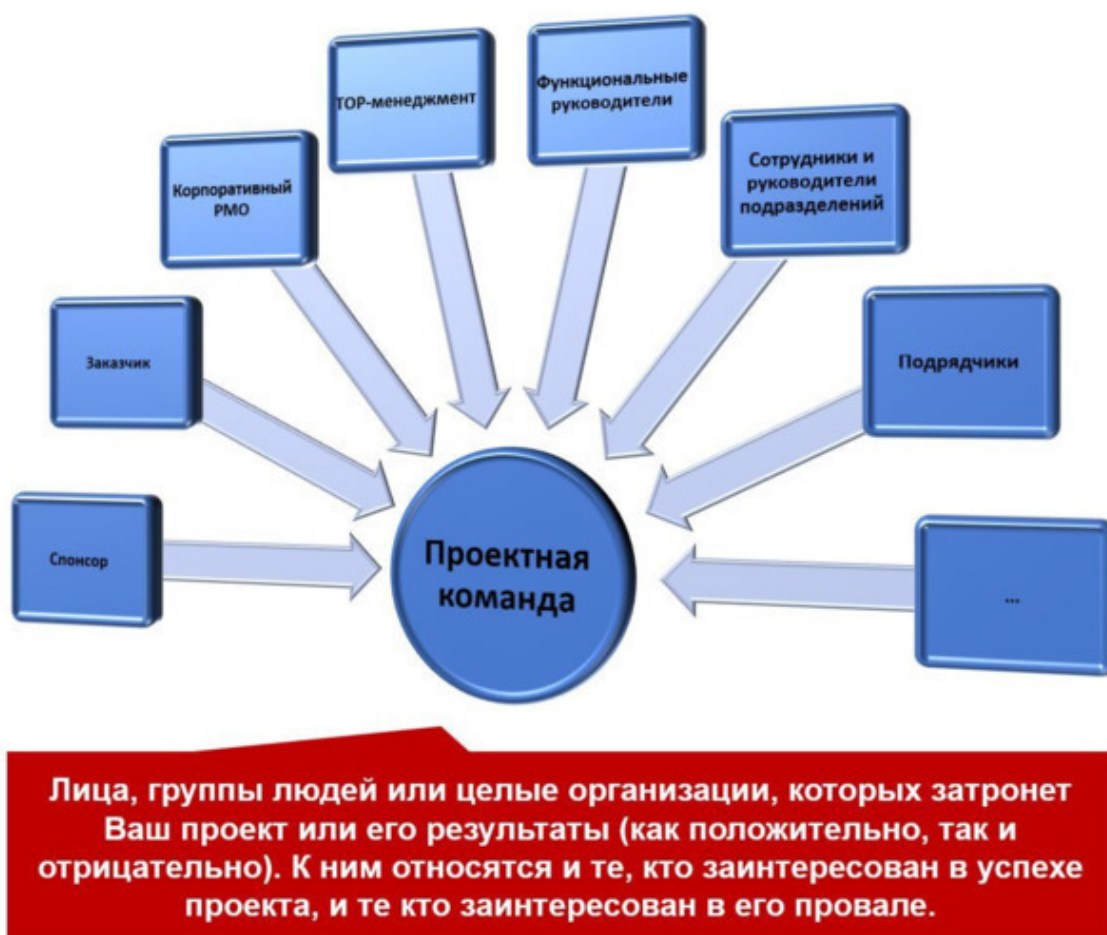 ТОР-менеджмент
Функциональные
руководители
Корпоративный
РМО
Сотрудники и
руководители
подразделений
Заказчик
Подрядчики
Спонсор
Проектная
команда
...
Лица, группы людей или целые организации, которых затронет
Ваш проект или его результаты (как положительно, так и
отрицательно). К ним относятся и те, кто заинтересован в успехе
проекта, и те кто заинтересован в его провале.